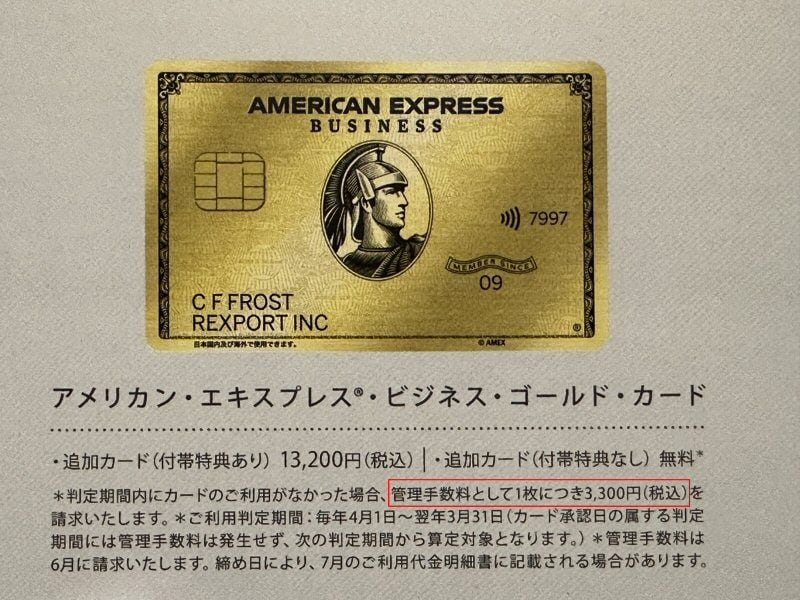 AMERICAN EXPRESS
BUSINESS
7997
MEMBER SINCE
09
C F FROST
REXPORT INC
日本国内及び海外で使用できます。
© AMEX
®
アメリカン・エキスプレス®・ビジネス・ゴールド・カード
・追加カード（付帯特典あり） 13,200円（税込）｜・追加カード（付帯特典なし） 無料*
＊判定期間内にカードのご利用がなかった場合、管理手数料として1枚につき3,300円（税込）を
請求いたします。＊ご利用判定期間：毎年4月1日～翌年3月31日（カード承認日の属する判定
期間には管理手数料は発生せず、次の判定期間から算定対象となります。）＊管理手数料は
6月に請求いたします。締め日により、7月のご利用代金明細書に記載される場合があります。